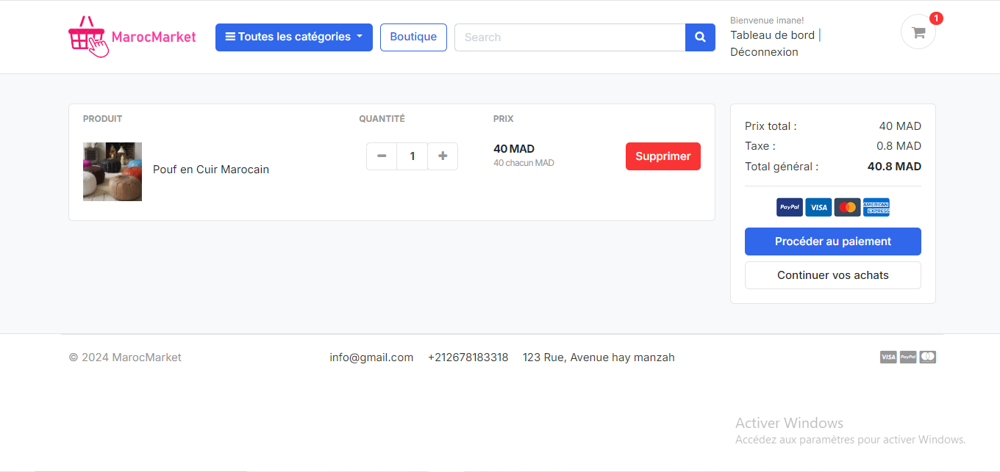 MarocMarket
Toutes les catégories
Boutique
Search
Bienvenue imane!
Tableau de bord |
Déconnexion
1
PRODUIT
QUANTITÉ
PRIX
Pouf en Cuir Marocain
1
40 MAD
40 chacun MAD
Supprimer
Prix total : 40 MAD
Taxe : 0.8 MAD
Total général : 40.8 MAD
PayPal
VISA
AMERICAN
EXPRESS
Procéder au paiement
Continuer vos achats
© 2024 MarocMarket
info@gmail.com
+212678183318
123 Rue, Avenue hay manzah
VISA
PayPal
Activer Windows
Accédez aux paramètres pour activer Windows.